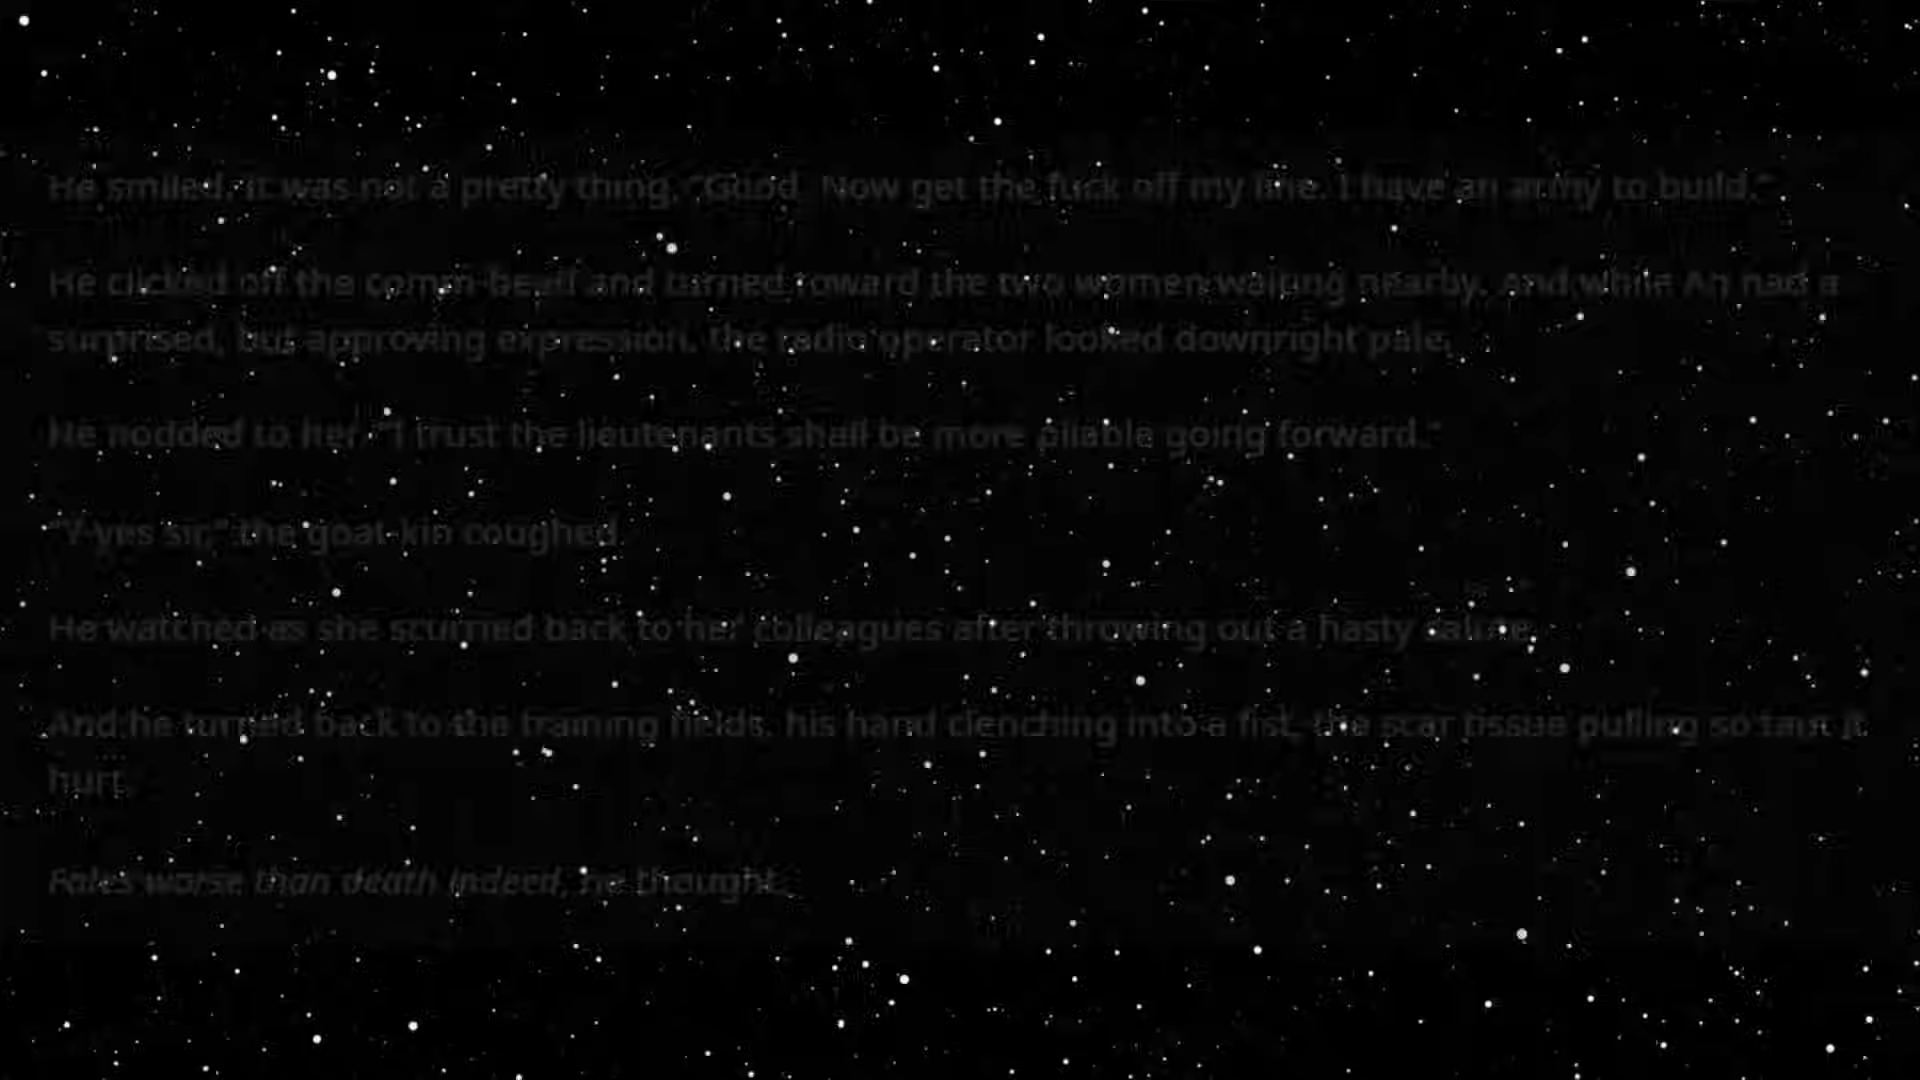 He smiled, it was not a pretty thing, "Good. Now get the fuck off my line. I have an army to build."
He clicked off the comm-bead and turned toward the two women waiting nearby. And while An had a
surprised, but approving expression, the radio operator looked downright pale.
He nodded to her, "I trust the lieutenants shall be more pliable going forward."
"Y-yes sir," the goat-kin coughed.
He watched as she scurried back to her colleagues after throwing out a hasty salute.
And he turned back to the training fields, his hand clenching into a fist, the scar tissue pulling so taut it
hurt.
Fates worse than death indeed, he thought.